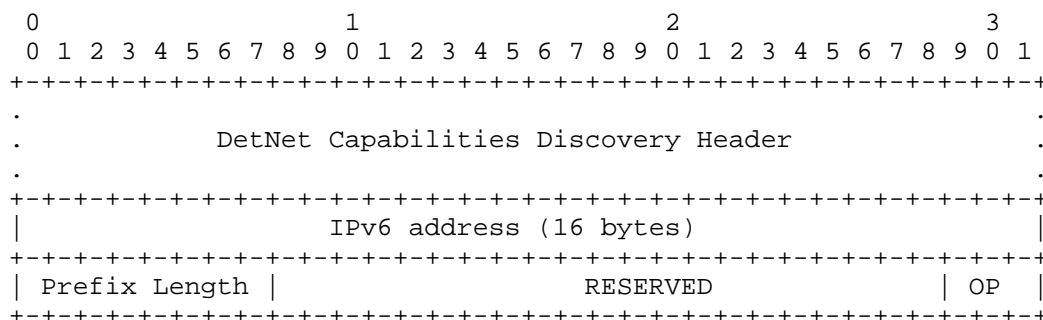 0                   1                   2                   3
0 1 2 3 4 5 6 7 8 9 0 1 2 3 4 5 6 7 8 9 0 1 2 3 4 5 6 7 8 9 0 1
+-+-+-+-+-+-+-+-+-+-+-+-+-+-+-+-+-+-+-+-+-+-+-+-+-+-+-+-+-+-+-+-+
.                                                               .
.            DetNet Capabilities Discovery Header               .
.                                                               .
+-+-+-+-+-+-+-+-+-+-+-+-+-+-+-+-+-+-+-+-+-+-+-+-+-+-+-+-+-+-+-+-+
|                   IPv6 address (16 bytes)                     |
+-+-+-+-+-+-+-+-+-+-+-+-+-+-+-+-+-+-+-+-+-+-+-+-+-+-+-+-+-+-+-+-+
| Prefix Length |                   RESERVED              | OP  |
+-+-+-+-+-+-+-+-+-+-+-+-+-+-+-+-+-+-+-+-+-+-+-+-+-+-+-+-+-+-+-+-+